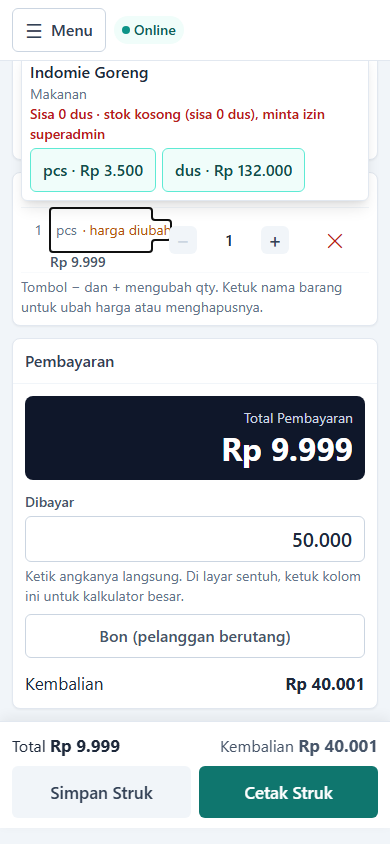 ☰ Menu
Online
Indomie Goreng
Makanan
Sisa 0 dus · stok kosong (sisa 0 dus), minta izin
superadmin
pcs · Rp 3.500
dus · Rp 132.000
1
pcs · harga diubah
− 1 +
Rp 9.999
Tombol − dan + mengubah qty. Ketuk nama barang
untuk ubah harga atau menghapusnya.
Pembayaran
Total Pembayaran
Rp 9.999
Dibayar
50.000
Ketik angkanya langsung. Di layar sentuh, ketuk kolom
ini untuk kalkulator besar.
Bon (pelanggan berutang)
Kembalian Rp 40.001
Total Rp 9.999 Kembalian Rp 40.001
Simpan Struk
Cetak Struk